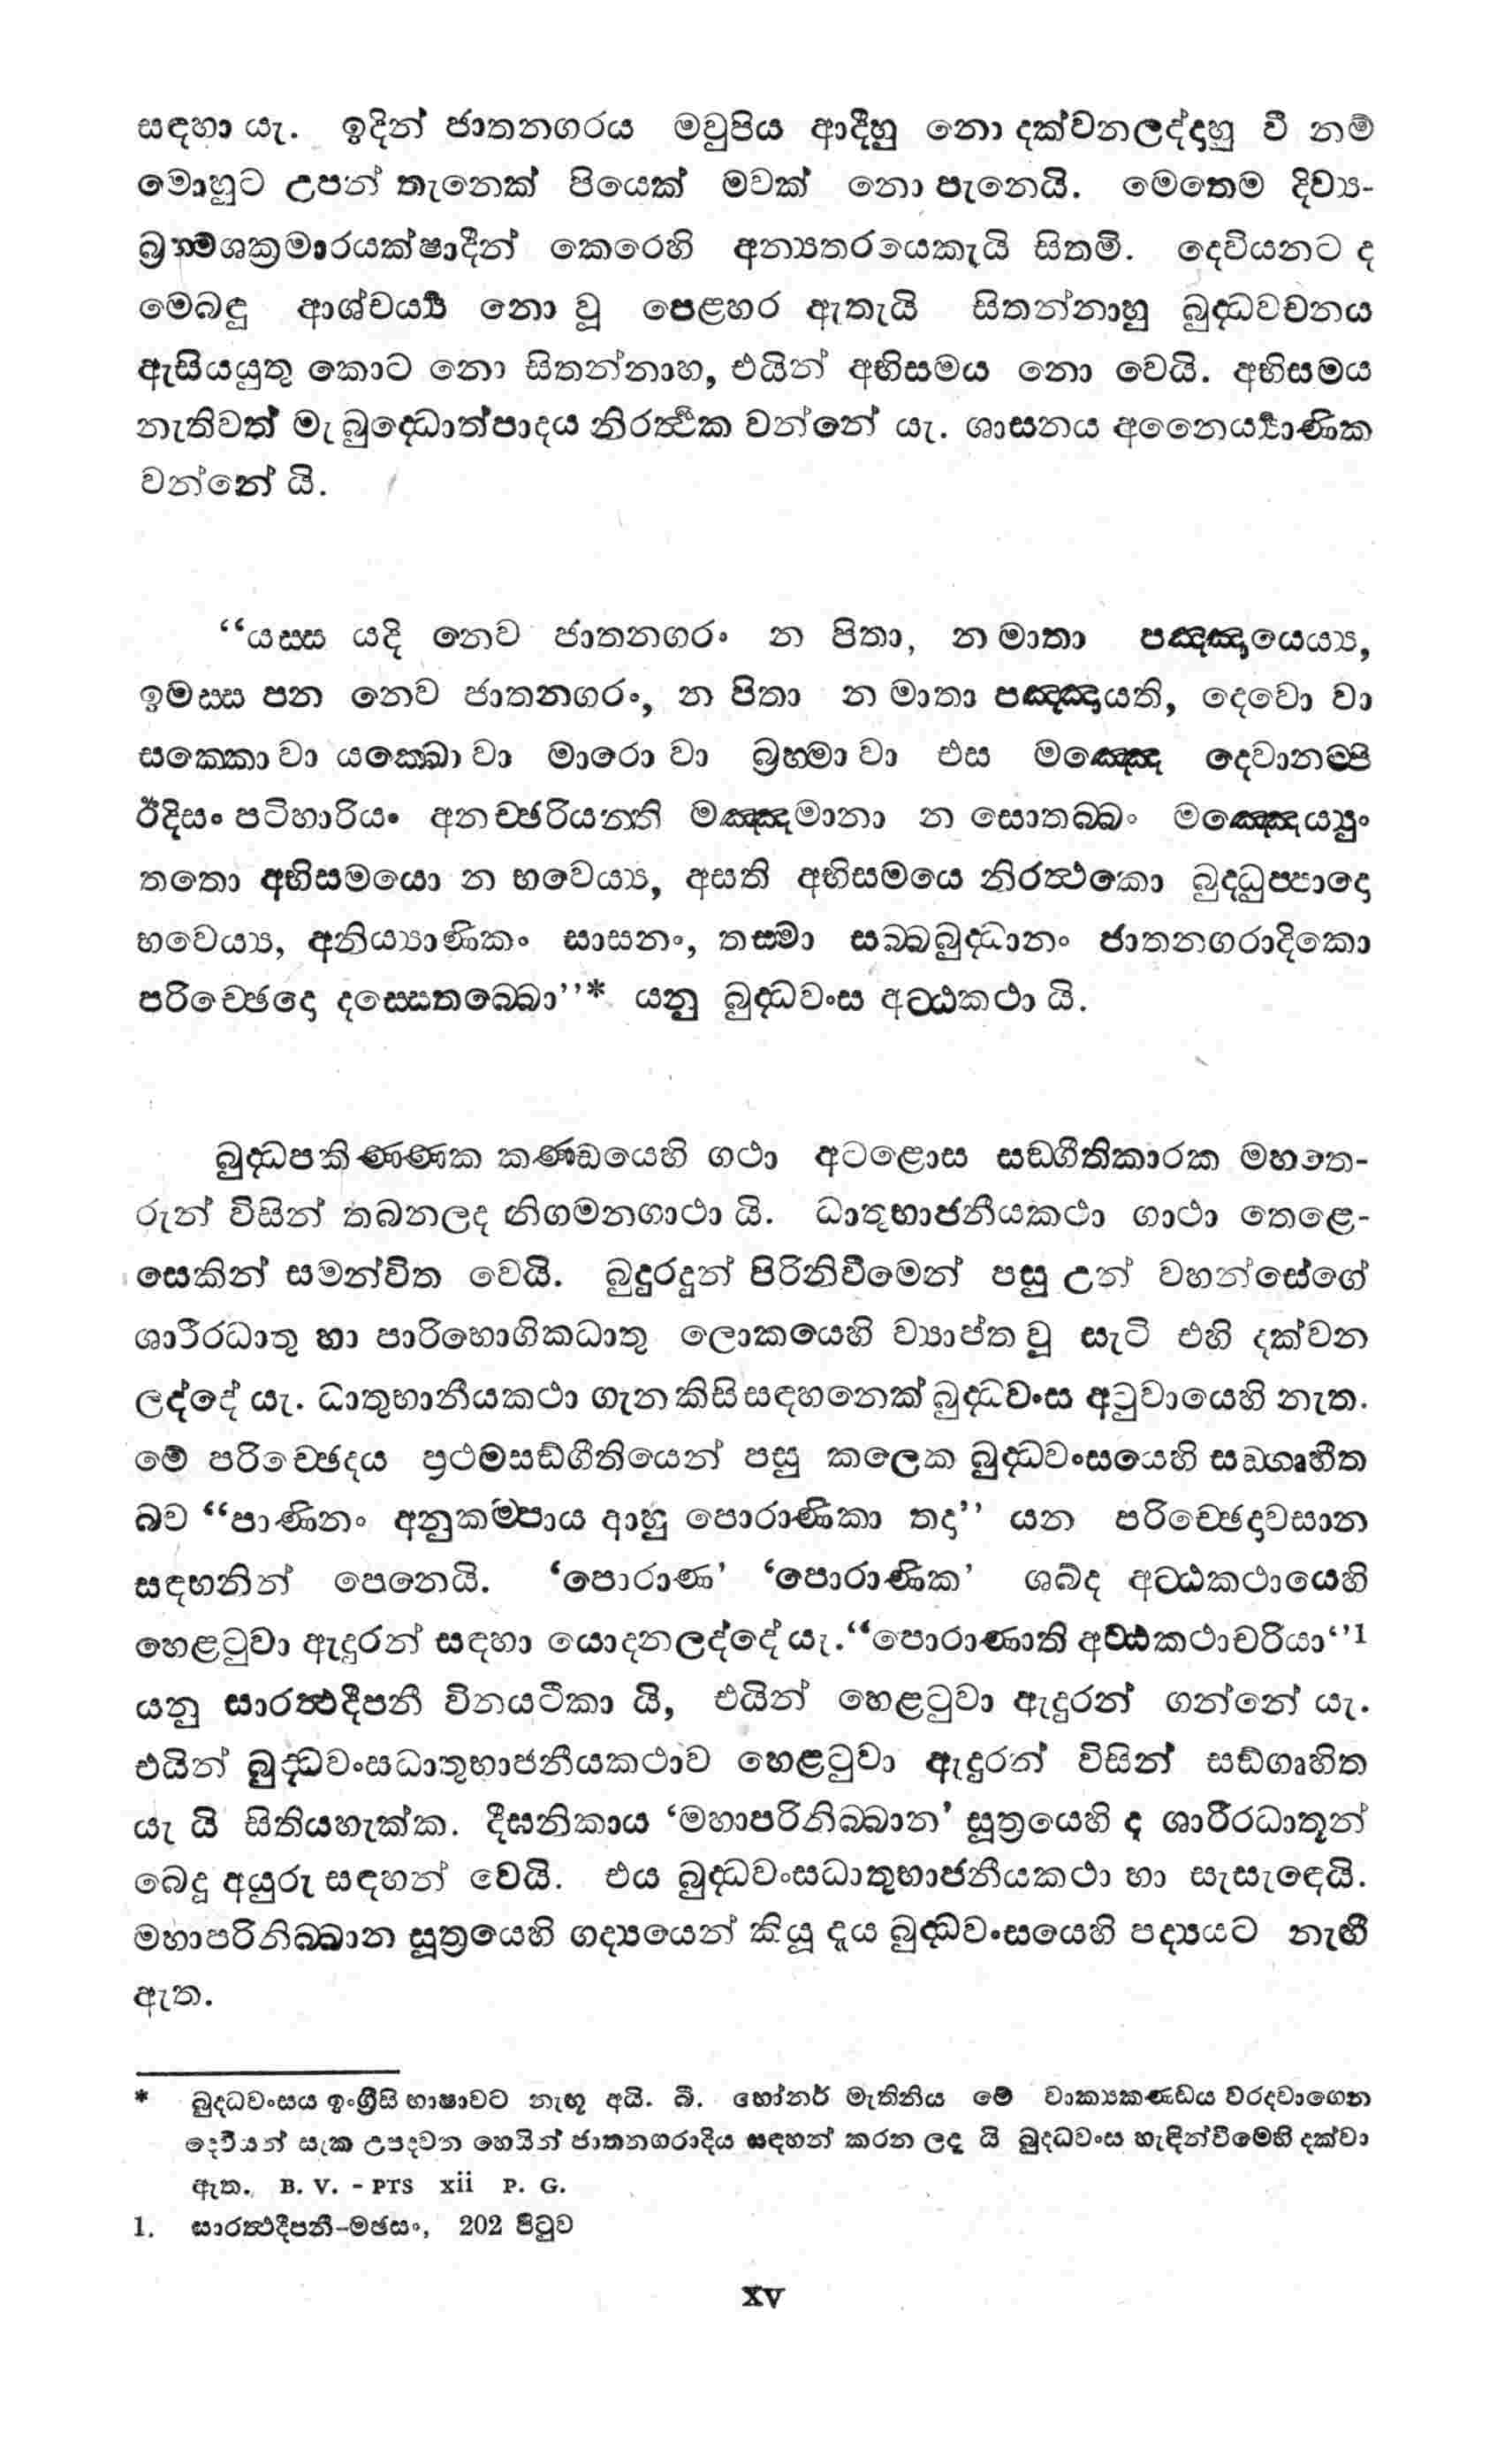 සඳහා යැ. ඉදින් ජාතනගරය මවුපිය ආදීහු නො දක්වනලද්දාහු වී නම්
මොහුට උපන් තැනෙක් පියෙක් මවක් නො පැනෙයි. මෙතෙම දිව්‍ය-
බ්‍රහ්මශක්‍රමාරයක්ෂාදීන් කෙරෙහි අන්‍යතරයෙකැයි සිතමි. දෙවියනට ද
මෙබඳු ආශ්චර්‍ය්‍ය නො වූ පෙළහර ඇතැයි සිතන්නාහු බුද්ධවචනය
ඇසියයුතු කොට නො සිතන්නාහ, එයින් අභිසමය නො වෙයි. අභිසමය
නැතිවත් මැ බුද්ධොත්පාදය නිරර්‍ත්‍ථක වන්නේ යැ. ශාසනය අනෛර්‍ය්‍යාණික
වන්නේ යි.
“යස්ස යදි නෙව ජාතනගරං න පිතා, න මාතා පඤ්ඤායෙය්‍ය,
ඉමස්ස පන නෙව ජාතනගරං, න පිතා න මාතා පඤ්ඤායති, දෙවො වා
සක්කො වා යක්ඛො වා මාරො වා බ්‍රහ්මා වා එස මඤ්ඤෙ දෙවානම්පි
ඊදිසං පටිහාරියං අනච්ඡරියන්ති මඤ්ඤමානා න සොතබ්බං මඤ්ඤෙය්‍යුං
තතො අභිසමයො න භවෙය්‍ය, අසති අභිසමයෙ නිරත්‍ථකො බුද්ධුප්පාදො
භවෙය්‍ය, අනිය්‍යාණිකං සාසනං, තස්මා සබ්බබුද්ධානං ජාතනගරාදිකො
පරිච්ඡෙදො දස්සෙතබ්බො’’* යනු බුද්ධවංස අට්ඨකථා යි.
බුද්ධපකිණ්ණක කණ්ඩයෙහි ගථා අටළොස සඞ්ගීතිකාරක මහතෙ-
රුන් විසින් තබනලද නිගමනගාථා යි. ධාතුභාජනීයකථා ගාථා තෙළෙ-
සෙකින් සමන්විත වෙයි. බුදුරදුන් පිරිනිවීමෙන් පසු උන් වහන්සේගේ
ශාරීරධාතු හා පාරිභොගිකධාතු ලොකයෙහි ව්‍යාප්ත වූ සැටි එහි දක්වන
ලද්දේ යැ. ධාතුභානීයකථා ගැන කිසි සඳහනෙක් බුද්ධවංස අටුවායෙහි නැත.
මේ පරිච්ඡෙදය ප්‍රථමසඞ්ගීතියෙන් පසු කලෙක බුද්ධවංසයෙහි සඞ්ගෘහීත
බව “පාණිනං අනුකම්පාය ආහු පොරාණිකා තදා’’ යන පරිච්ඡෙදාවසාන
සඳහනින් පෙනෙයි. ‘පොරාණ’ ‘පොරාණික’ ශබ්ද අට්ඨකථායෙහි
හෙළටුවා ඇදුරන් සඳහා යොදනලද්දේ යැ.“පොරාණාති අට්ඨකථාචරියා‘’1
යනු සාරත්‍ථදීපනී විනයටීකා යි, එයින් හෙළටුවා ඇදුරන් ගන්නේ යැ.
එයින් බුද්ධවංසධාතුභාජනීයකථාව හෙළටුවා ඇදුරන් විසින් සඞ්ගෘහිත
යැ යි සිතියහැක්ක. දීඝනිකාය ‘මහාපරිනිබ්බාන’ සූත්‍රයෙහි ද ශාරීරධාතූන්
බෙදූ අයුරු සඳහන් වෙයි. එය බුද්ධවංසධාතුභාජනීයකථා හා සැසැඳෙයි.
මහාපරිනිබ්බාන සූත්‍රයෙහි ගද්‍යයෙන් කියූ දෑය බුද්ධවංසයෙහි පද්‍යයට නැඟී
ඇත.
* බුද්ධවංසය ඉංග්‍රීසි භාෂාවට නැඟූ අයි. බී. හෝනර් මැතිනිය මේ වාක්‍යකණ්ඩය වරදවාගෙන
දෙවියන් සැක උපදවන හෙයින් ජාතනගරාදිය සඳහන් කරන ලද යි බුද්ධවංස හැඳින්වීමෙහි දක්වා
ඇත. B. V. - PTS xii P. G.
1. සාරත්‍ථදීපනී-මඡසං, 202 පිටුව
xv